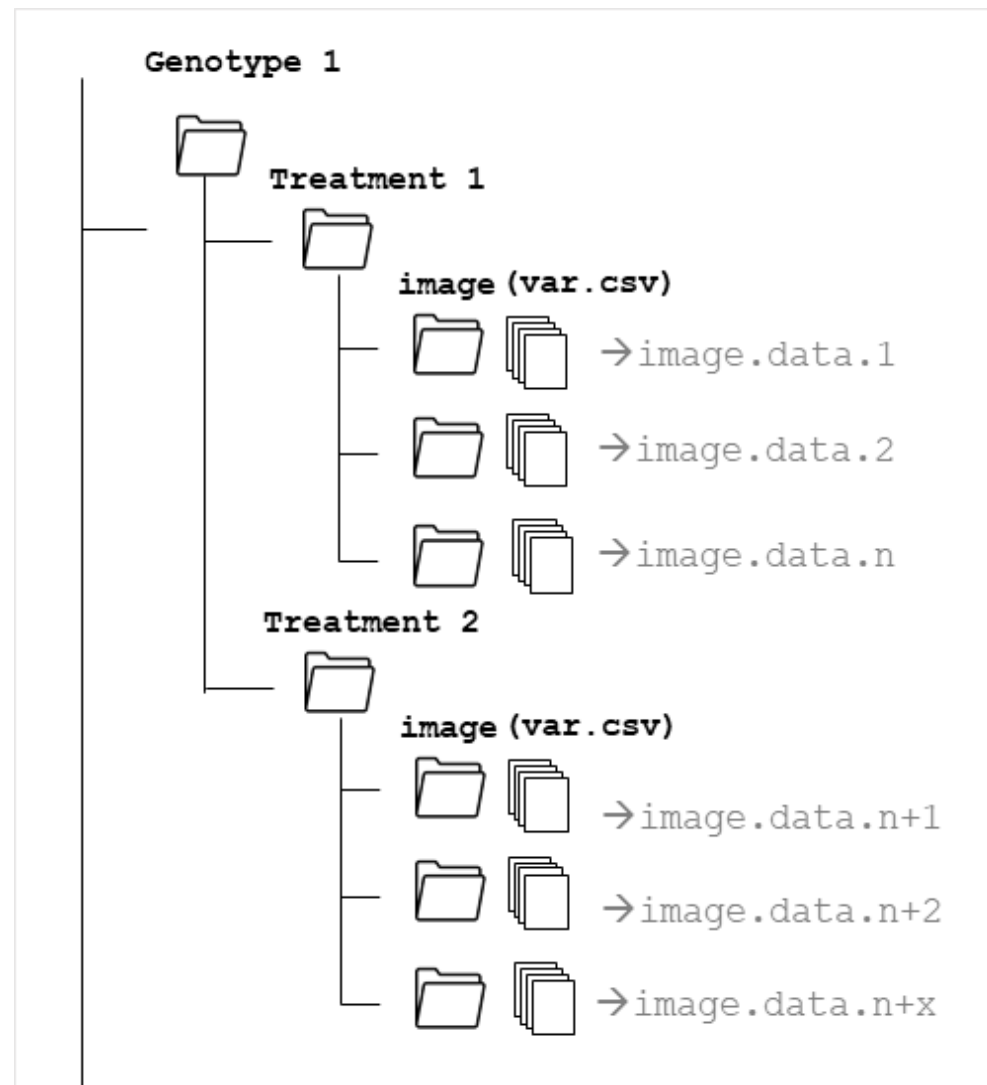 Genotype 1
Treatment 1
image (var.csv)
→image.data.1
→image.data.2
→image.data.n
Treatment 2
image (var.csv)
→image.data.n+1
→image.data.n+2
→image.data.n+x